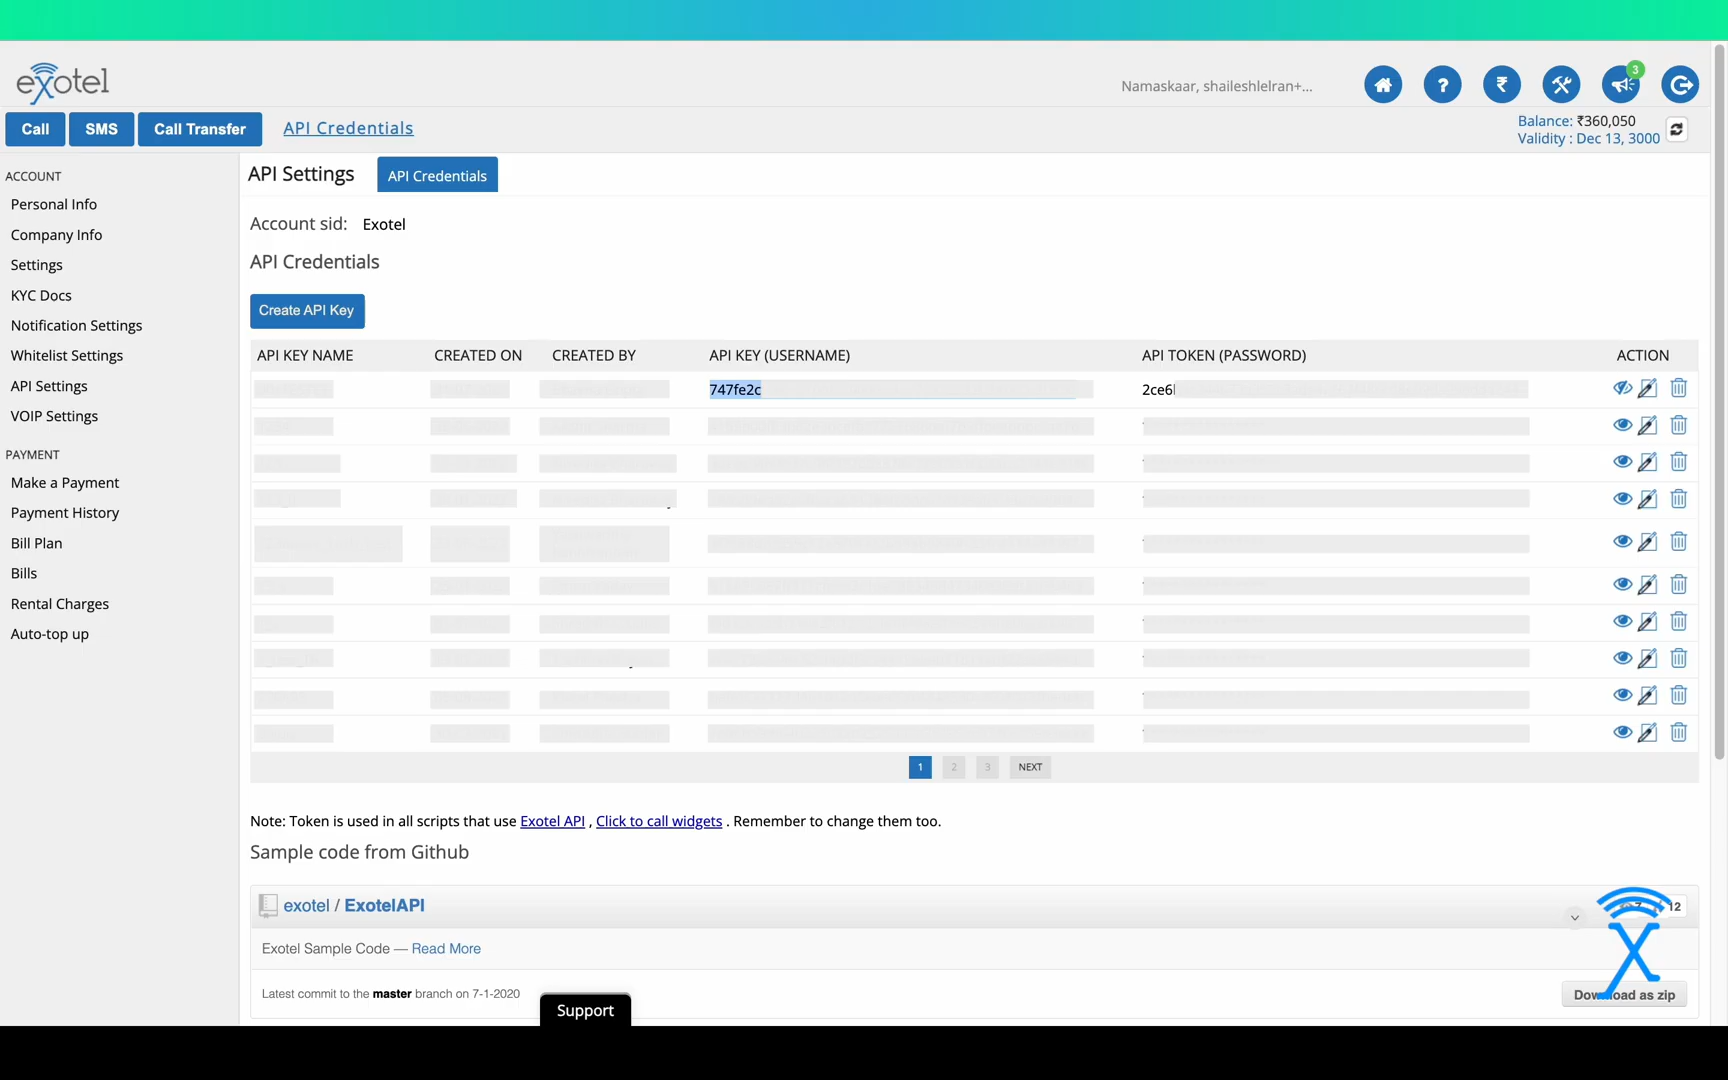 exotel
Namaskaar, shaileshlelran+...
?
₹
3
Call
SMS
Call Transfer
API Credentials
Balance: ₹360,050
Validity : Dec 13, 3000
ACCOUNT
Personal Info
Company Info
Settings
KYC Docs
Notification Settings
Whitelist Settings
API Settings
VOIP Settings
PAYMENT
Make a Payment
Payment History
Bill Plan
Bills
Rental Charges
Auto-top up
API Settings
API Credentials
Account sid: Exotel
API Credentials
Create API Key
API KEY NAME CREATED ON CREATED BY API KEY (USERNAME) API TOKEN (PASSWORD) ACTION
747fe2c 2ce6
1 2 3 NEXT
Note: Token is used in all scripts that use Exotel API , Click to call widgets . Remember to change them too.
Sample code from Github
exotel / ExotelAPI
7 12
Exotel Sample Code — Read More
Latest commit to the master branch on 7-1-2020
Download as zip
Support